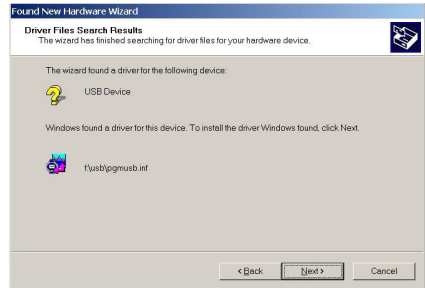 Found New Hardware Wizard
Driver Files Search Results
The wizard has finished searching for driver files for your hardware device.
The wizard found a driver for the following device:
USB Device
Windows found a driver for this device. To install the driver Windows found, click Next.
f:\usb\pgmusb.inf
< Back
Next >
Cancel